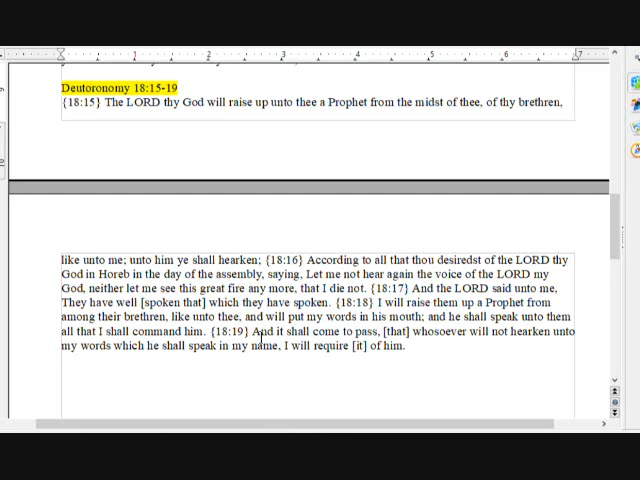 1 2 3 4 5 6 7
Deutoronomy 18:15-19
{18:15} The LORD thy God will raise up unto thee a Prophet from the midst of thee, of thy brethren,
like unto me; unto him ye shall hearken; {18:16} According to all that thou desiredst of the LORD thy
God in Horeb in the day of the assembly, saying, Let me not hear again the voice of the LORD my
God, neither let me see this great fire any more, that I die not. {18:17} And the LORD said unto me,
They have well [spoken that] which they have spoken. {18:18} I will raise them up a Prophet from
among their brethren, like unto thee, and will put my words in his mouth; and he shall speak unto them
all that I shall command him. {18:19} And it shall come to pass, [that] whosoever will not hearken unto
my words which he shall speak in my name, I will require [it] of him.